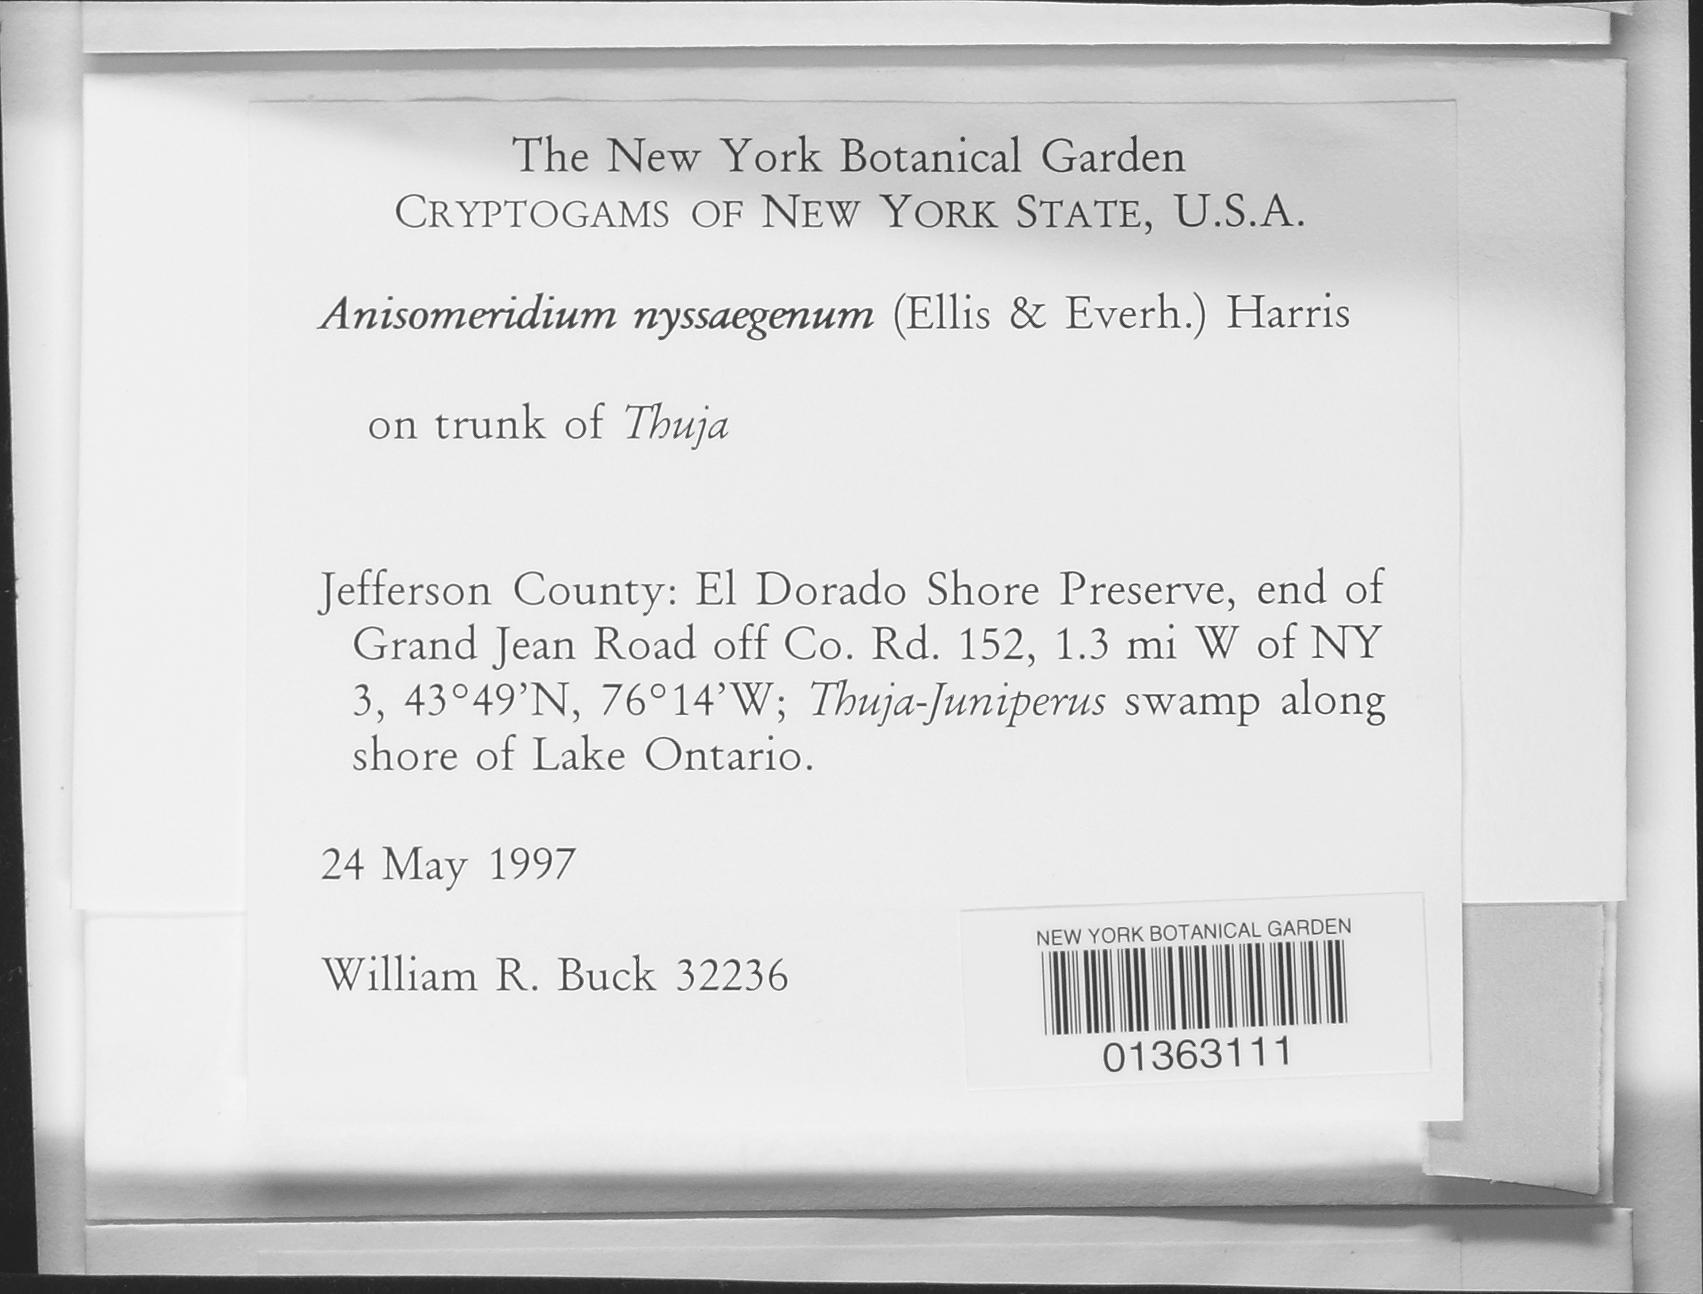 The New York Botanical Garden
CRYPTOGAMS OF NEW YORK STATE, U.S.A.
Anisomeridium nyssaegenum (Ellis & Everh.) Harris
on trunk of Thuja
Jefferson County: El Dorado Shore Preserve, end of
Grand Jean Road off Co. Rd. 152, 1.3 mi W of NY
3, 43°49’N, 76°14’W; Thuja-Juniperus swamp along
shore of Lake Ontario.
24 May 1997
William R. Buck 32236
NEW YORK BOTANICAL GARDEN
01363111